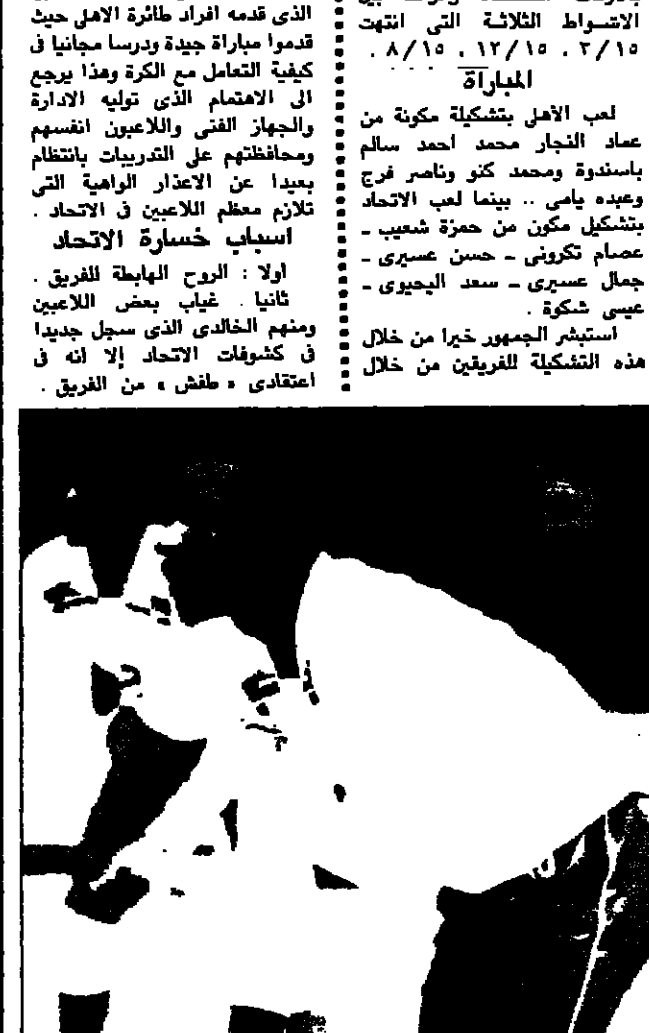 الاشواط الثلاثة التى انتهت
٣/١٥ ، ١٢/١٥ ، ٨/١٥ .
المباراة
لعب الأهلى بتشكيلة مكونة من
عماد النجار محمد احمد سالم
باسندوة ومحمد كنو وناصر فرج
وعبده يامى .. بينما لعب الاتحاد
بتشكيل مكون من حمزة شعيب -
عصام تكرونى - حسن عسيرى -
جمال عسيرى - سعد اليحيوى -
عيسى شكوة .
استبشر الجمهور خيرا من خلال
هذه التشكيلة للفريقين من خلال
الذى قدمه افراد طائرة الاهلى حيث
قدموا مباراة جيدة ودرسا مجانيا فى
كيفية التعامل مع الكرة وهذا يرجع
الى الاهتمام الذى توليه الادارة
والجهاز الفنى واللاعبون انفسهم
ومحافظتهم على التدريبات بانتظام
بعيدا عن الاعذار الواهية التى
تلازم معظم اللاعبين فى الاتحاد .
اسباب خسارة الاتحاد
اولا : الروح الهابطة للفريق .
ثانيا . غياب بعض اللاعبين
ومنهم الخالدى الذى سجل جديدا
فى كشوفات الاتحاد إلا انه فى
اعتقادى « طفش » من الفريق .